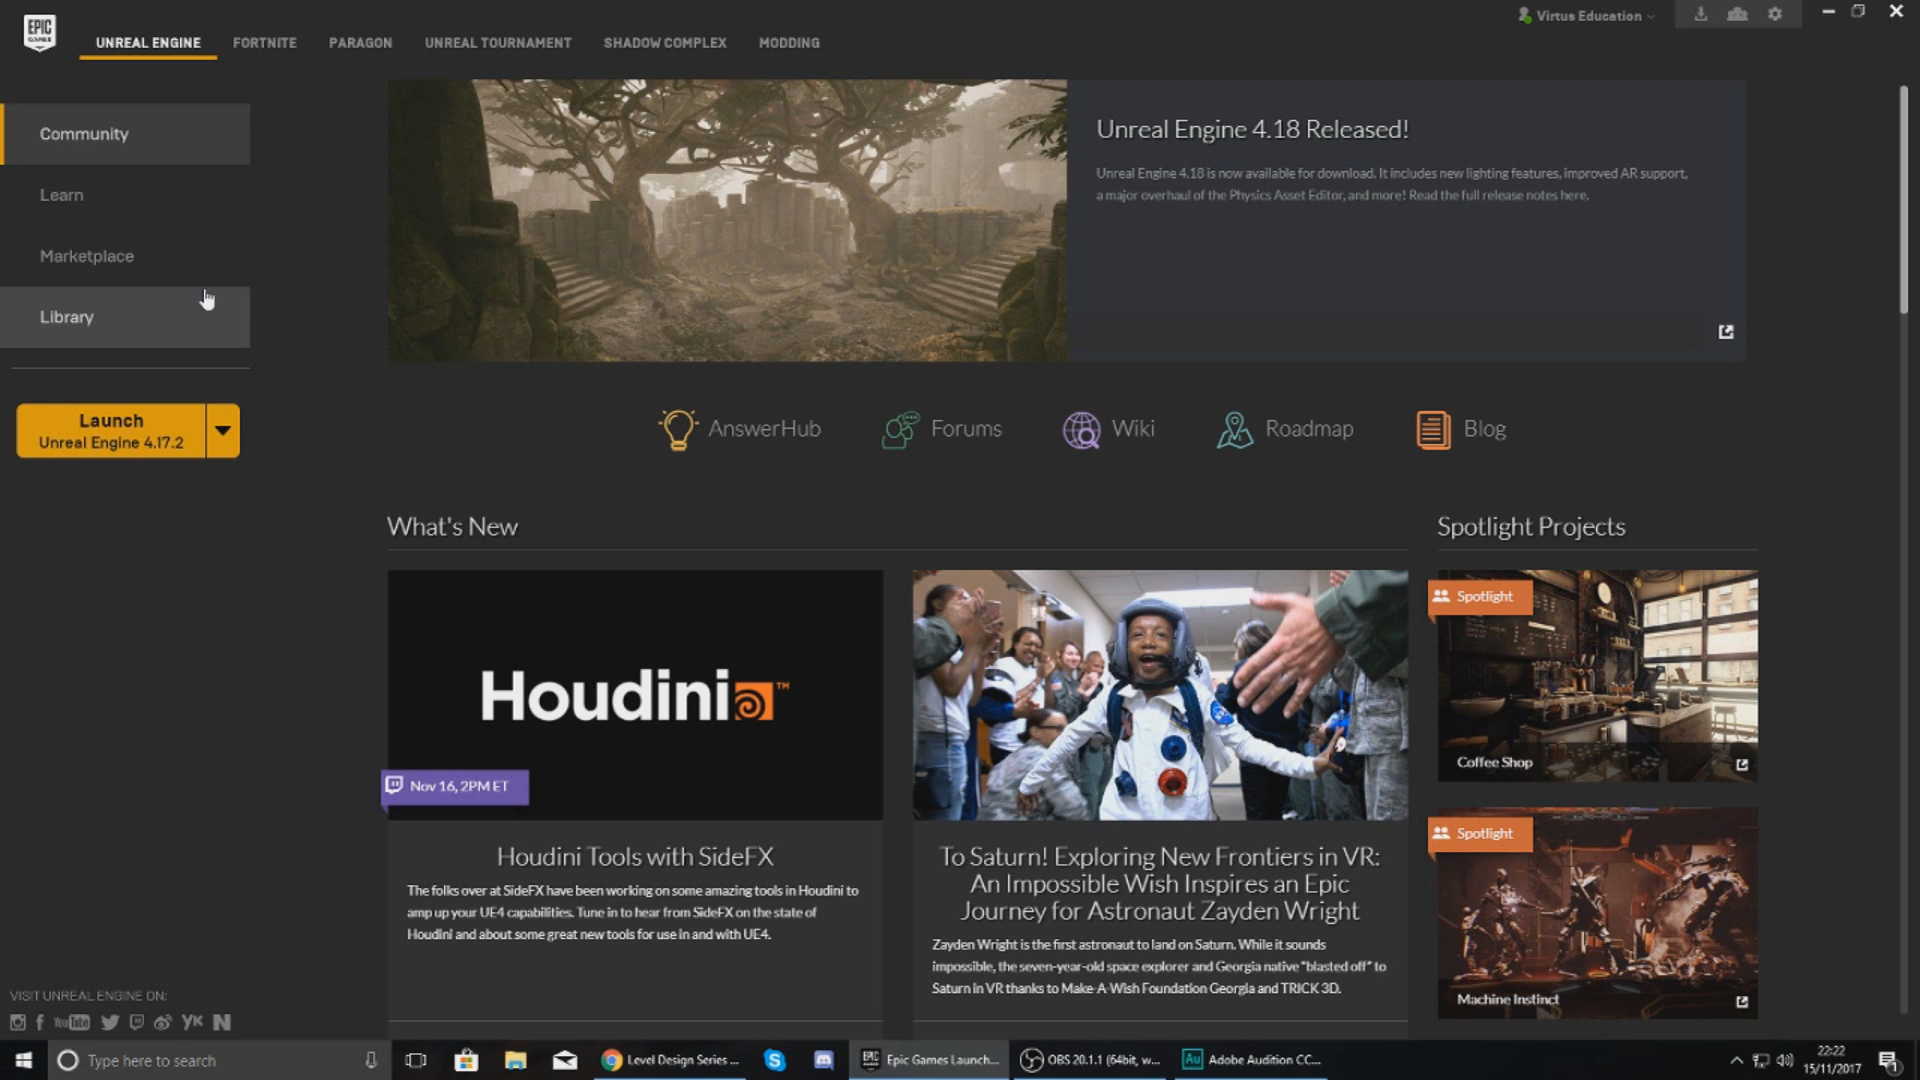 EPIC
GAMES
UNREAL ENGINE
FORTNITE
PARAGON
UNREAL TOURNAMENT
SHADOW COMPLEX
MODDING
Virtus Education
Community
Learn
Marketplace
Library
Launch
Unreal Engine 4.17.2
Unreal Engine 4.18 Released!
Unreal Engine 4.18 is now available for download. It includes new lighting features, improved AR support,
a major overhaul of the Physics Asset Editor, and more! Read the full release notes here.
AnswerHub
Forums
Wiki
Roadmap
Blog
What's New
Houdini™
Nov 16, 2PM ET
Houdini Tools with SideFX
The folks over at SideFX have been working on some amazing tools in Houdini to
amp up your UE4 capabilities. Tune in to hear from SideFX on the state of
Houdini and about some great new tools for use in and with UE4.
To Saturn! Exploring New Frontiers in VR:
An Impossible Wish Inspires an Epic
Journey for Astronaut Zayden Wright
Zayden Wright is the first astronaut to land on Saturn. While it sounds
impossible, the seven-year-old space explorer and Georgia native "blasted off" to
Saturn in VR thanks to Make-A-Wish Foundation Georgia and TRICK 3D.
Spotlight Projects
Spotlight
Coffee Shop
Spotlight
Machine Instinct
VISIT UNREAL ENGINE ON:
YouTube
Type here to search
Level Design Series ...
EPIC
Epic Games Launch...
OBS 20.1.1 (64bit, w...
Au
Adobe Audition CC...
22:22
15/11/2017
1